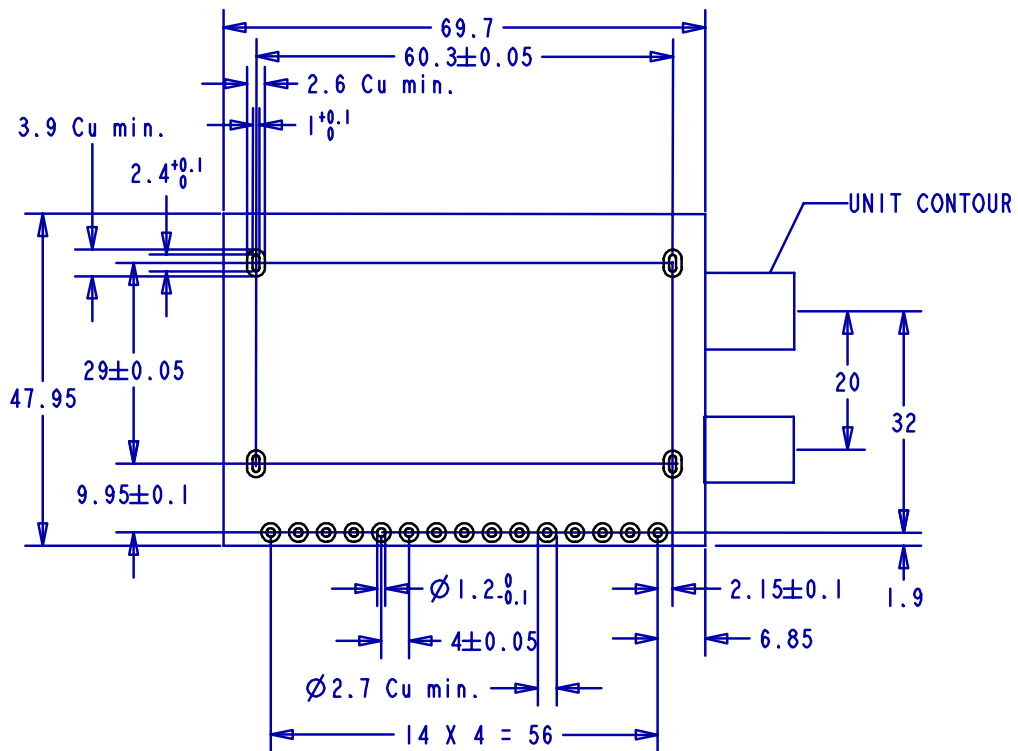 69.7
60.3±0.05
2.6 Cu min.
3.9 Cu min.
1 +0.1 0
2.4 +0.1 0
UNIT CONTOUR
29±0.05
47.95
20
32
9.95±0.1
Ø1.2 0 -0.1
2.15±0.1
1.9
4±0.05
6.85
Ø2.7 Cu min.
14 X 4 = 56